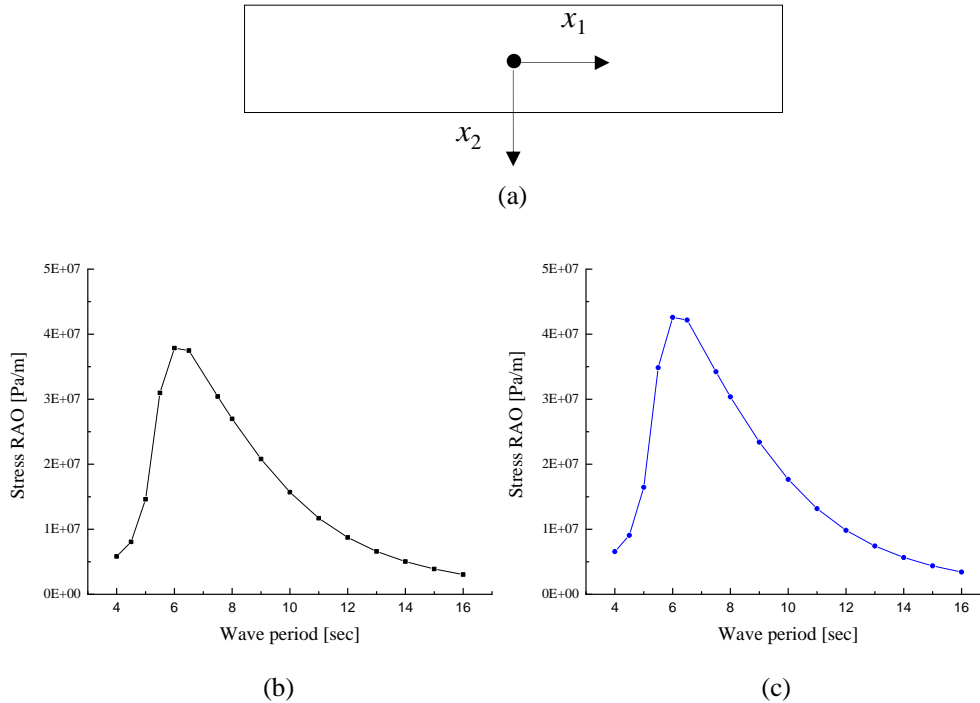 x₁
x₂
(a)
5E+07
4E+07
3E+07
2E+07
1E+07
0E+00
Stress RAO [Pa/m]
4 6 8 10 12 14 16
Wave period [sec]
(b)
5E+07
4E+07
3E+07
2E+07
1E+07
0E+00
Stress RAO [Pa/m]
4 6 8 10 12 14 16
Wave period [sec]
(c)